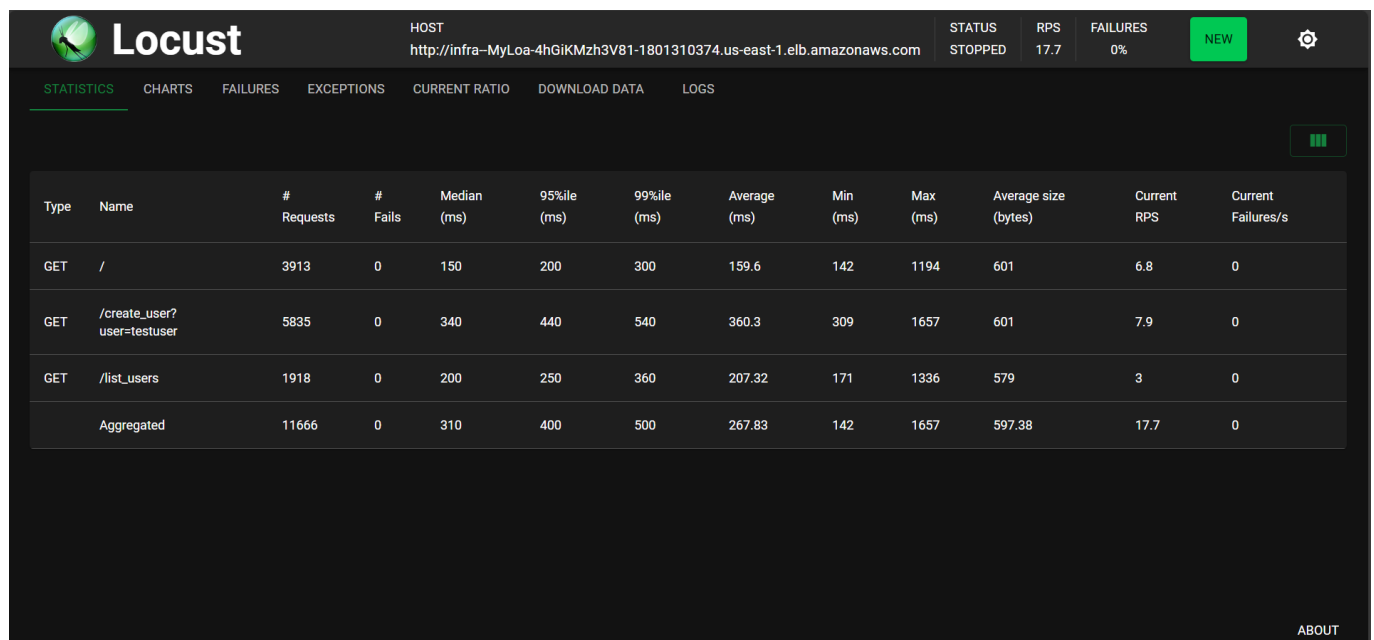 Locust
HOST
http://infra--MyLoa-4hGiKMzh3V81-1801310374.us-east-1.elb.amazonaws.com
STATUS
STOPPED
RPS
17.7
FAILURES
0%
NEW
STATISTICS CHARTS FAILURES EXCEPTIONS CURRENT RATIO DOWNLOAD DATA LOGS
Type Name # Requests # Fails Median (ms) 95%ile (ms) 99%ile (ms) Average (ms) Min (ms) Max (ms) Average size (bytes) Current RPS Current Failures/s
GET / 3913 0 150 200 300 159.6 142 1194 601 6.8 0
GET /create_user?user=testuser 5835 0 340 440 540 360.3 309 1657 601 7.9 0
GET /list_users 1918 0 200 250 360 207.32 171 1336 579 3 0
Aggregated 11666 0 310 400 500 267.83 142 1657 597.38 17.7 0
ABOUT